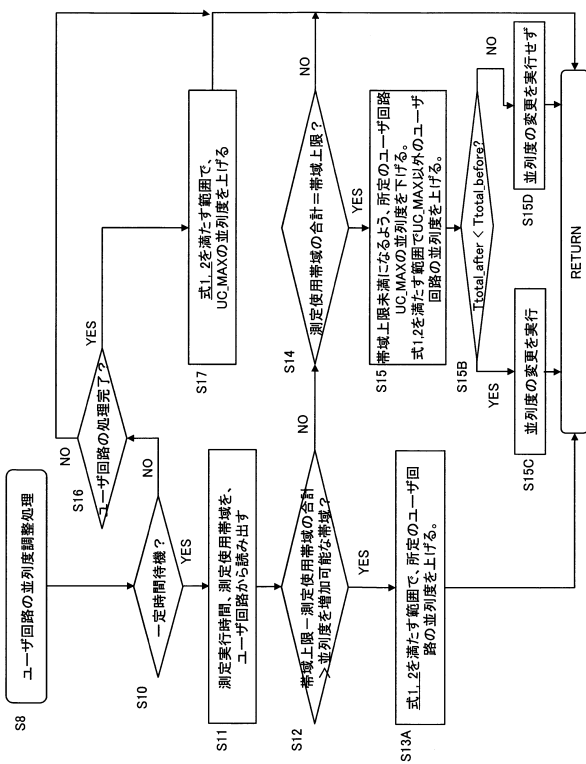 S8
ユーザ回路の並列度調整処理
S10
一定時間待機？
NO
YES
S16
ユーザ回路の処理完了？
NO
YES
S17
式1, 2を満たす範囲で、
UC_MAXの並列度を上げる
S11
測定実行時間、測定使用帯域を、
ユーザ回路から読み出す
S12
帯域上限－測定使用帯域の合計
＞並列度を増加可能な帯域？
NO
YES
S13A
式1, 2を満たす範囲で、所定のユーザ回
路の並列度を上げる。
S14
測定使用帯域の合計＝帯域上限？
NO
YES
S15
帯域上限未満になるよう、所定のユーザ回路
UC_MAXの並列度を下げる。
式1,2を満たす範囲でUC_MAX以外のユーザ
回路の並列度を上げる。
S15B
Ttotal_after < Ttotal_before?
YES
NO
S15C
並列度の変更を実行
S15D
並列度の変更を実行せず
RETURN